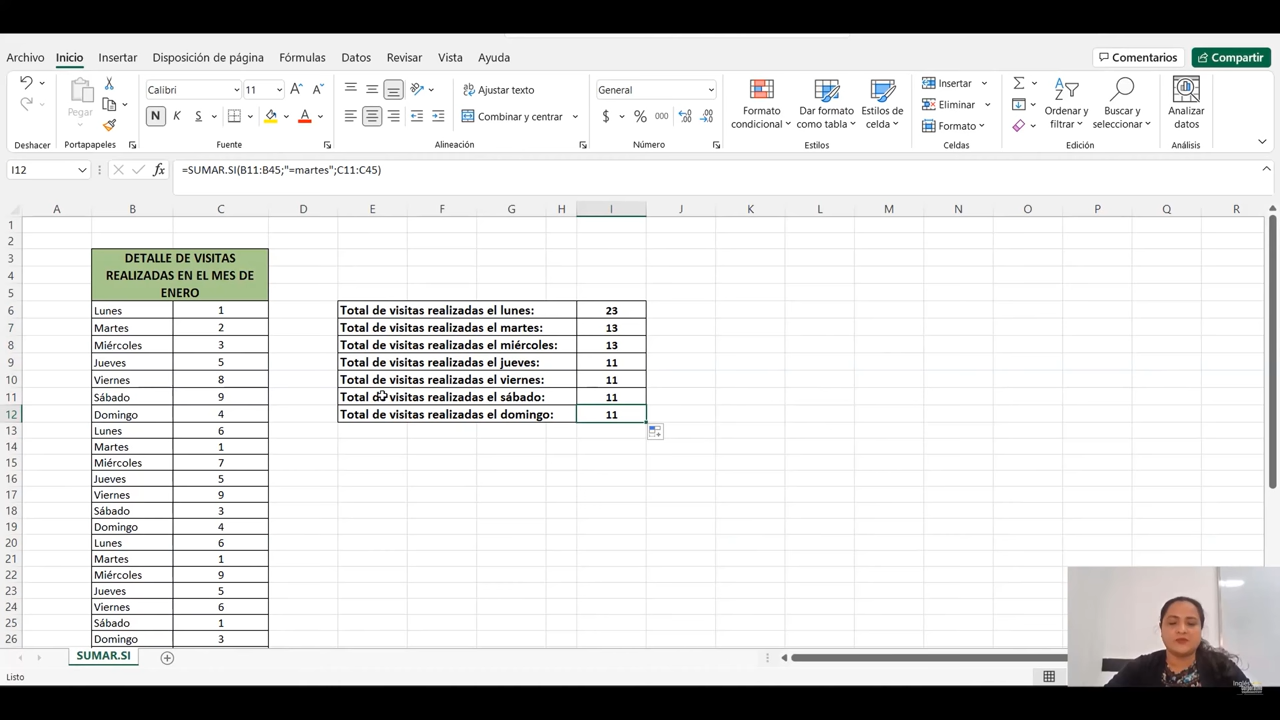 Archivo Inicio Insertar Disposición de página Fórmulas Datos Revisar Vista Ayuda Comentarios Compartir
Pegar Calibri 11 Ajustar texto General Insertar
N K S Combinar y centrar $ % 000 Eliminar
Formato condicional Dar formato como tabla Estilos de celda Formato Ordenar y filtrar Buscar y seleccionar Analizar datos
Deshacer Portapapeles Fuente Alineación Número Estilos Celdas Análisis
I12 fx =SUMAR.SI(B11:B45;"=martes";C11:C45)
A B C D E F G H I J K L M N O P Q R
1
2
3 DETALLE DE VISITAS
4 REALIZADAS EN EL MES DE
5 ENERO
6 Lunes 1 Total de visitas realizadas el lunes: 23
7 Martes 2 Total de visitas realizadas el martes: 13
8 Miércoles 3 Total de visitas realizadas el miércoles: 13
9 Jueves 5 Total de visitas realizadas el jueves: 11
10 Viernes 8 Total de visitas realizadas el viernes: 11
11 Sábado 9 Total de visitas realizadas el sábado: 11
12 Domingo 4 Total de visitas realizadas el domingo: 11
13 Lunes 6
14 Martes 1
15 Miércoles 7
16 Jueves 5
17 Viernes 9
18 Sábado 3
19 Domingo 4
20 Lunes 6
21 Martes 1
22 Miércoles 9
23 Jueves 5
24 Viernes 6
25 Sábado 1
26 Domingo 3
SUMAR.SI
Listo